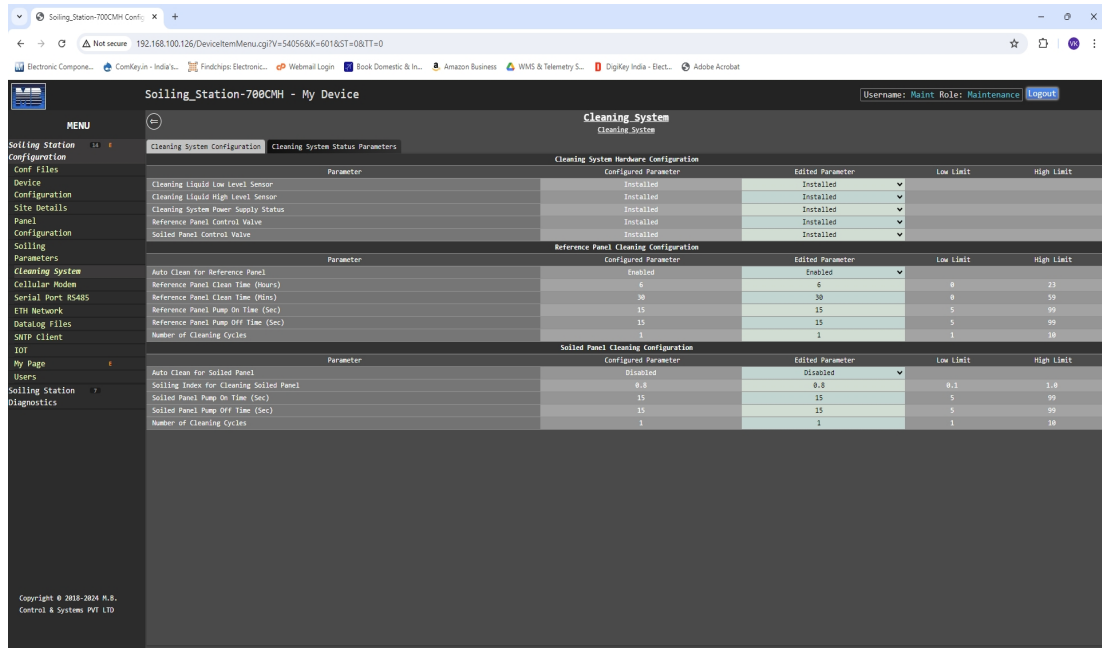 Soiling_Station-700CMH Config
Not secure 192.168.100.126/DeviceItemMenu.cgi?V=54056&K=601&ST=0&TT=0
Electronic Compone... ComKey.in - India's... Findchips: Electronic... Webmail Login Book Domestic & In... Amazon Business WMS & Telemetry S... DigiKey India - Elect... Adobe Acrobat
Soiling_Station-700CMH - My Device
Username: Maint Role: Maintenance Logout
MENU
Soiling Station 14 E
Configuration
Conf Files
Device
Configuration
Site Details
Panel
Configuration
Soiling
Parameters
Cleaning System
Cellular Modem
Serial Port RS485
ETH Network
DataLog Files
SNTP Client
IOT
My Page E
Users
Soiling Station 7
Diagnostics
Copyright © 2018-2024 M.B.
Control & Systems PVT LTD
Cleaning System
Cleaning System
Cleaning System Configuration Cleaning System Status Parameters
Cleaning System Hardware Configuration
Parameter Configured Parameter Edited Parameter Low Limit High Limit
Cleaning Liquid Low Level Sensor Installed Installed
Cleaning Liquid High Level Sensor Installed Installed
Cleaning System Power Supply Status Installed Installed
Reference Panel Control Valve Installed Installed
Soiled Panel Control Valve Installed Installed
Reference Panel Cleaning Configuration
Parameter Configured Parameter Edited Parameter Low Limit High Limit
Auto Clean for Reference Panel Enabled Enabled
Reference Panel Clean Time (Hours) 6 6 0 23
Reference Panel Clean Time (Mins) 30 30 0 59
Reference Panel Pump On Time (Sec) 15 15 5 99
Reference Panel Pump Off Time (Sec) 15 15 5 99
Number of Cleaning Cycles 1 1 1 10
Soiled Panel Cleaning Configuration
Parameter Configured Parameter Edited Parameter Low Limit High Limit
Auto Clean for Soiled Panel Disabled Disabled
Soiling Index for Cleaning Soiled Panel 0.8 0.8 0.1 1.0
Soiled Panel Pump On Time (Sec) 15 15 5 99
Soiled Panel Pump Off Time (Sec) 15 15 5 99
Number of Cleaning Cycles 1 1 1 10